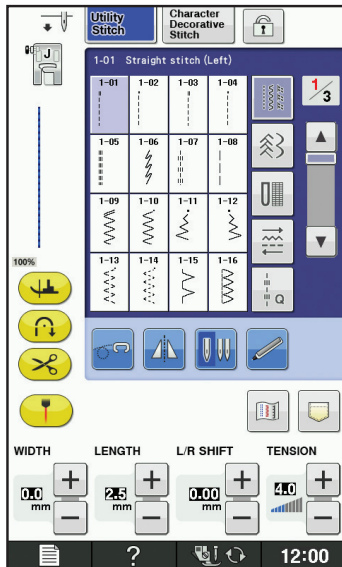 Utility
Stitch
Character
Decorative
Stitch
J
1-01 Straight stitch (Left)
1/3
1-01 1-02 1-03 1-04
1-05 1-06 1-07 1-08
1-09 1-10 1-11 1-12
1-13 1-14 1-15 1-16
Q
100%
WIDTH LENGTH L/R SHIFT TENSION
0.0 mm + −
2.5 mm + −
0.00 mm + −
4.0 + −
? 12:00